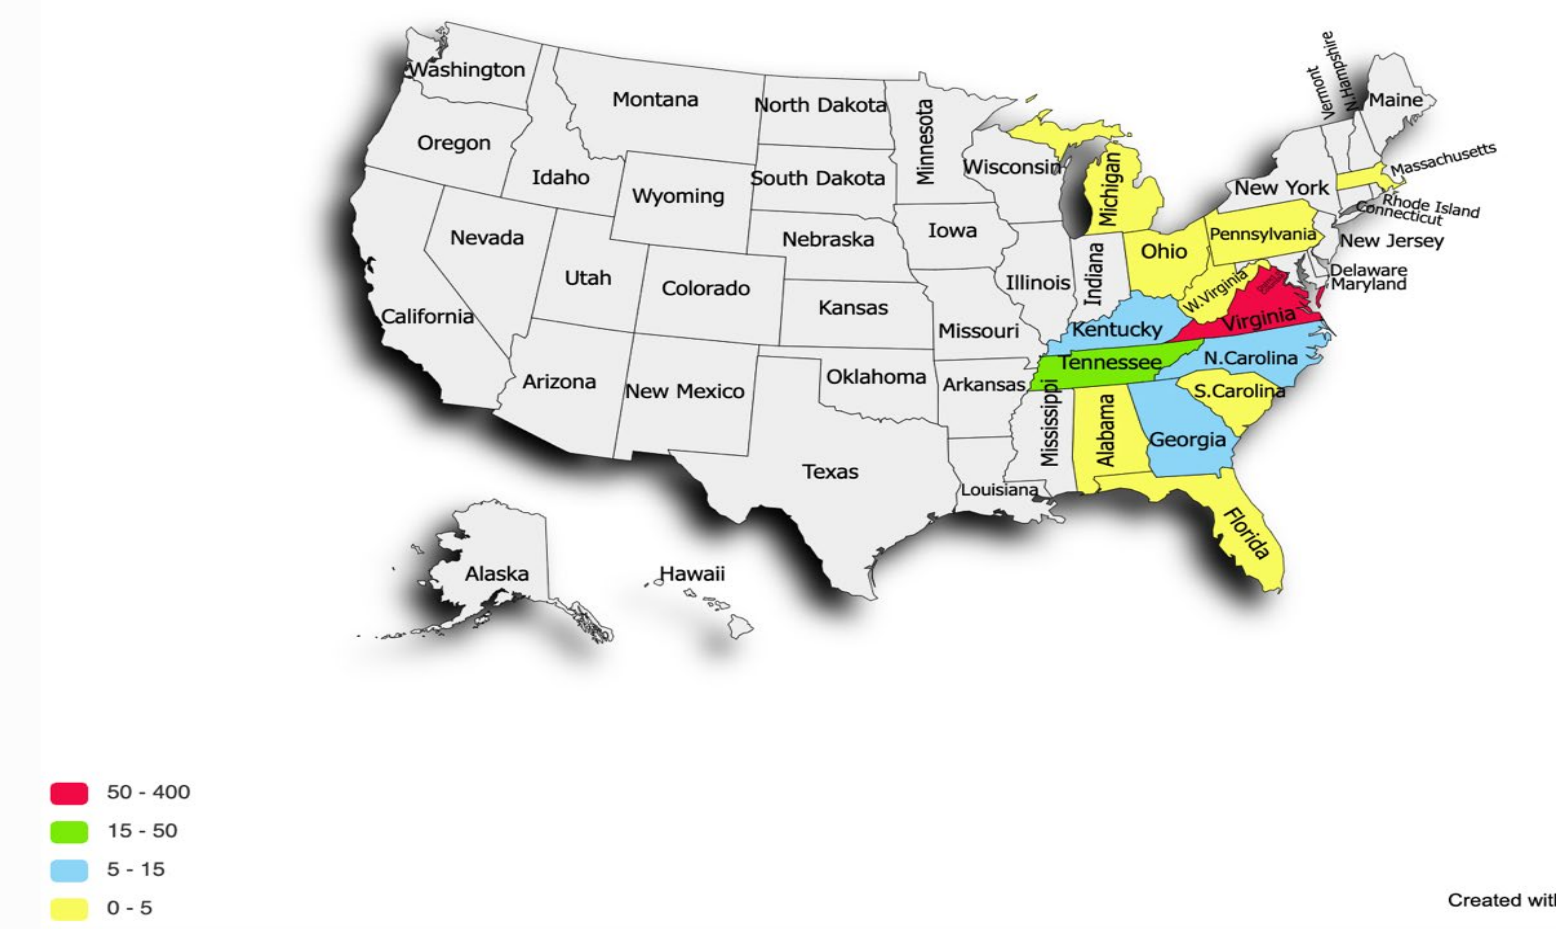 Washington
Montana
North Dakota
Minnesota
Vermont
N.Hampshire
Maine
Oregon
Idaho
Wyoming
South Dakota
Wisconsin
Michigan
New York
Massachusetts
Rhode Island
Connecticut
Nevada
Utah
Colorado
Nebraska
Iowa
Illinois
Indiana
Ohio
Pennsylvania
New Jersey
Delaware
Maryland
W.Virginia
Virginia
California
Kansas
Missouri
Kentucky
Tennessee
N.Carolina
S.Carolina
Arizona
New Mexico
Oklahoma
Arkansas
Mississippi
Alabama
Georgia
Texas
Louisiana
Florida
Alaska
Hawaii
50 - 400
15 - 50
5 - 15
0 - 5
Created with